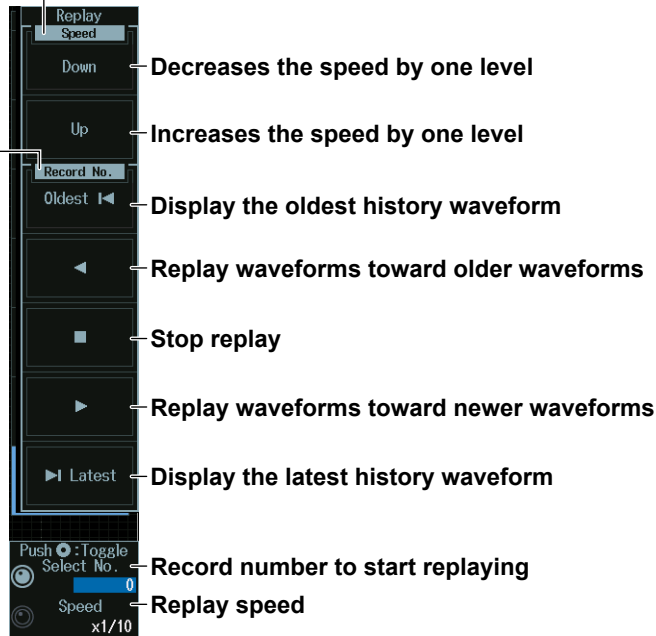 Replay
Speed
Down
Decreases the speed by one level
Up
Increases the speed by one level
Record No.
Oldest
Display the oldest history waveform
Replay waveforms toward older waveforms
Stop replay
Replay waveforms toward newer waveforms
Latest
Display the latest history waveform
Push :Toggle
Select No.
Record number to start replaying
0
Speed
Replay speed
x1/10